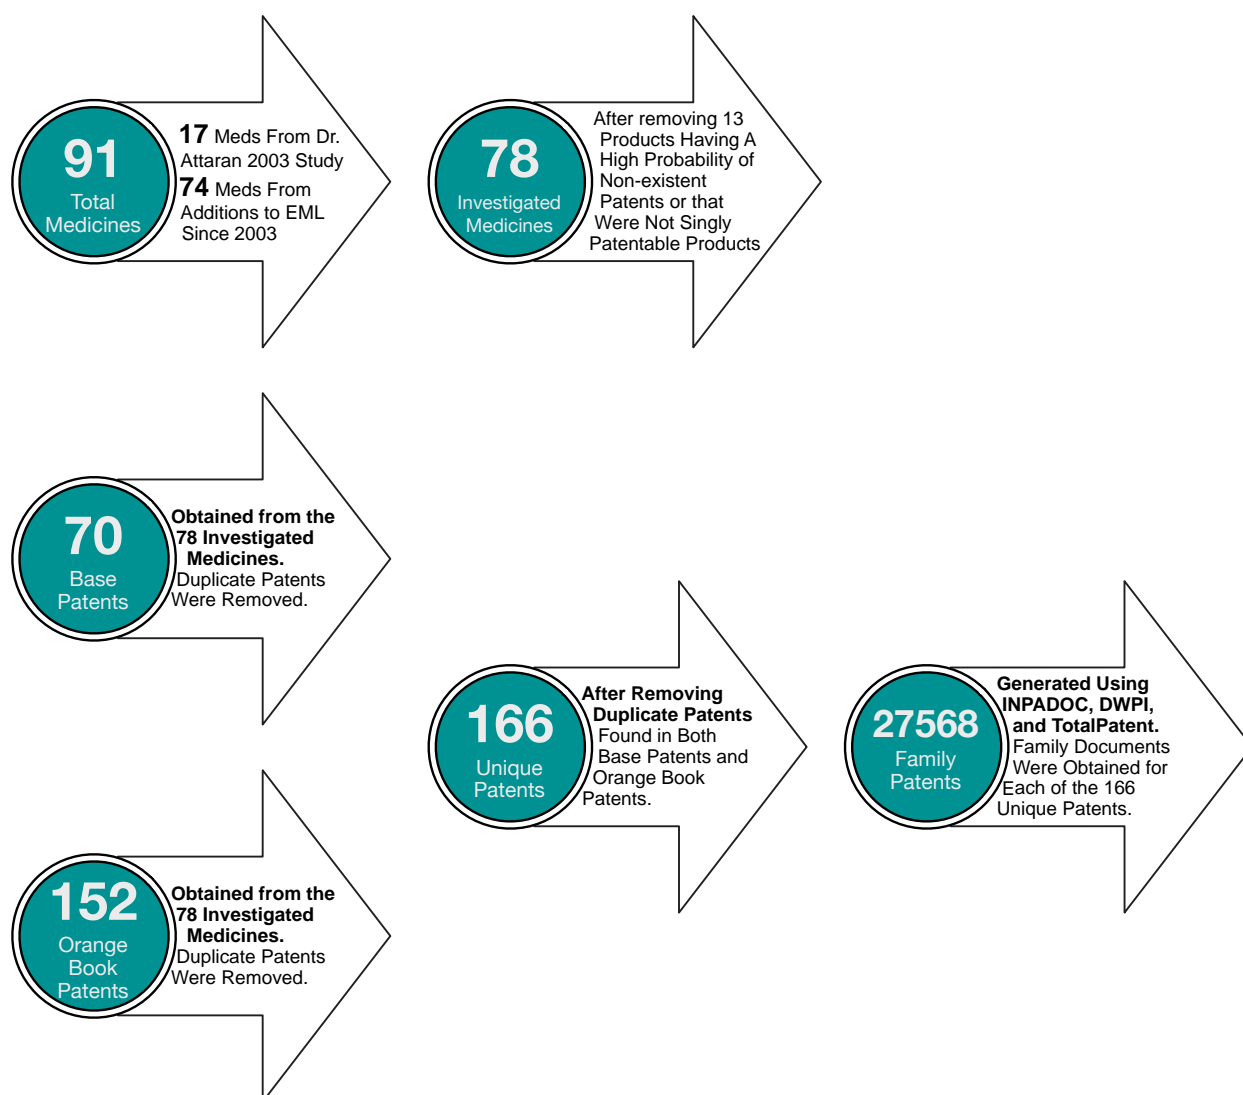 91
Total
Medicines
17 Meds From Dr.
Attaran 2003 Study
74 Meds From
Additions to EML
Since 2003
78
Investigated
Medicines
After removing 13
Products Having A
High Probability of
Non-existent
Patents or that
Were Not Singly
Patentable Products
70
Base
Patents
Obtained from the
78 Investigated
Medicines.
Duplicate Patents
Were Removed.
166
Unique
Patents
After Removing
Duplicate Patents
Found in Both
Base Patents and
Orange Book
Patents.
27568
Family
Patents
Generated Using
INPADOC, DWPI,
and TotalPatent.
Family Documents
Were Obtained for
Each of the 166
Unique Patents.
152
Orange
Book
Patents
Obtained from the
78 Investigated
Medicines.
Duplicate Patents
Were Removed.